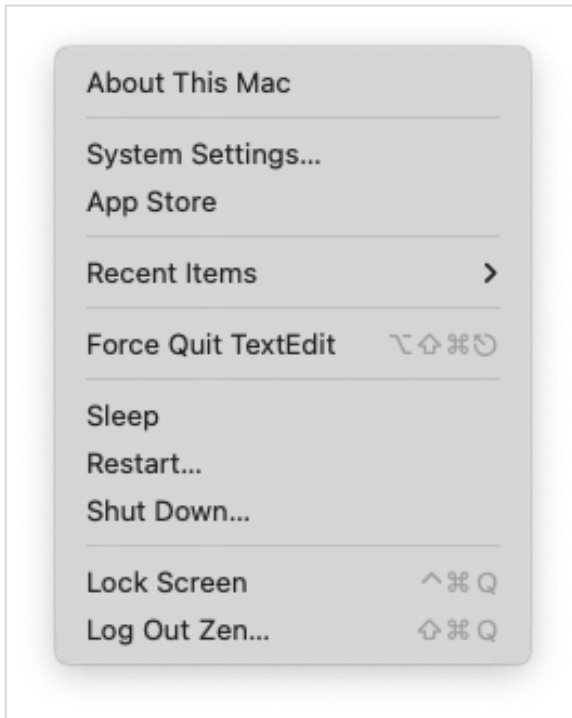 About This Mac
System Settings...
App Store
Recent Items
Force Quit TextEdit ⌥⇧⌘⎋
Sleep
Restart...
Shut Down...
Lock Screen ^⌘Q
Log Out Zen... ⇧⌘Q